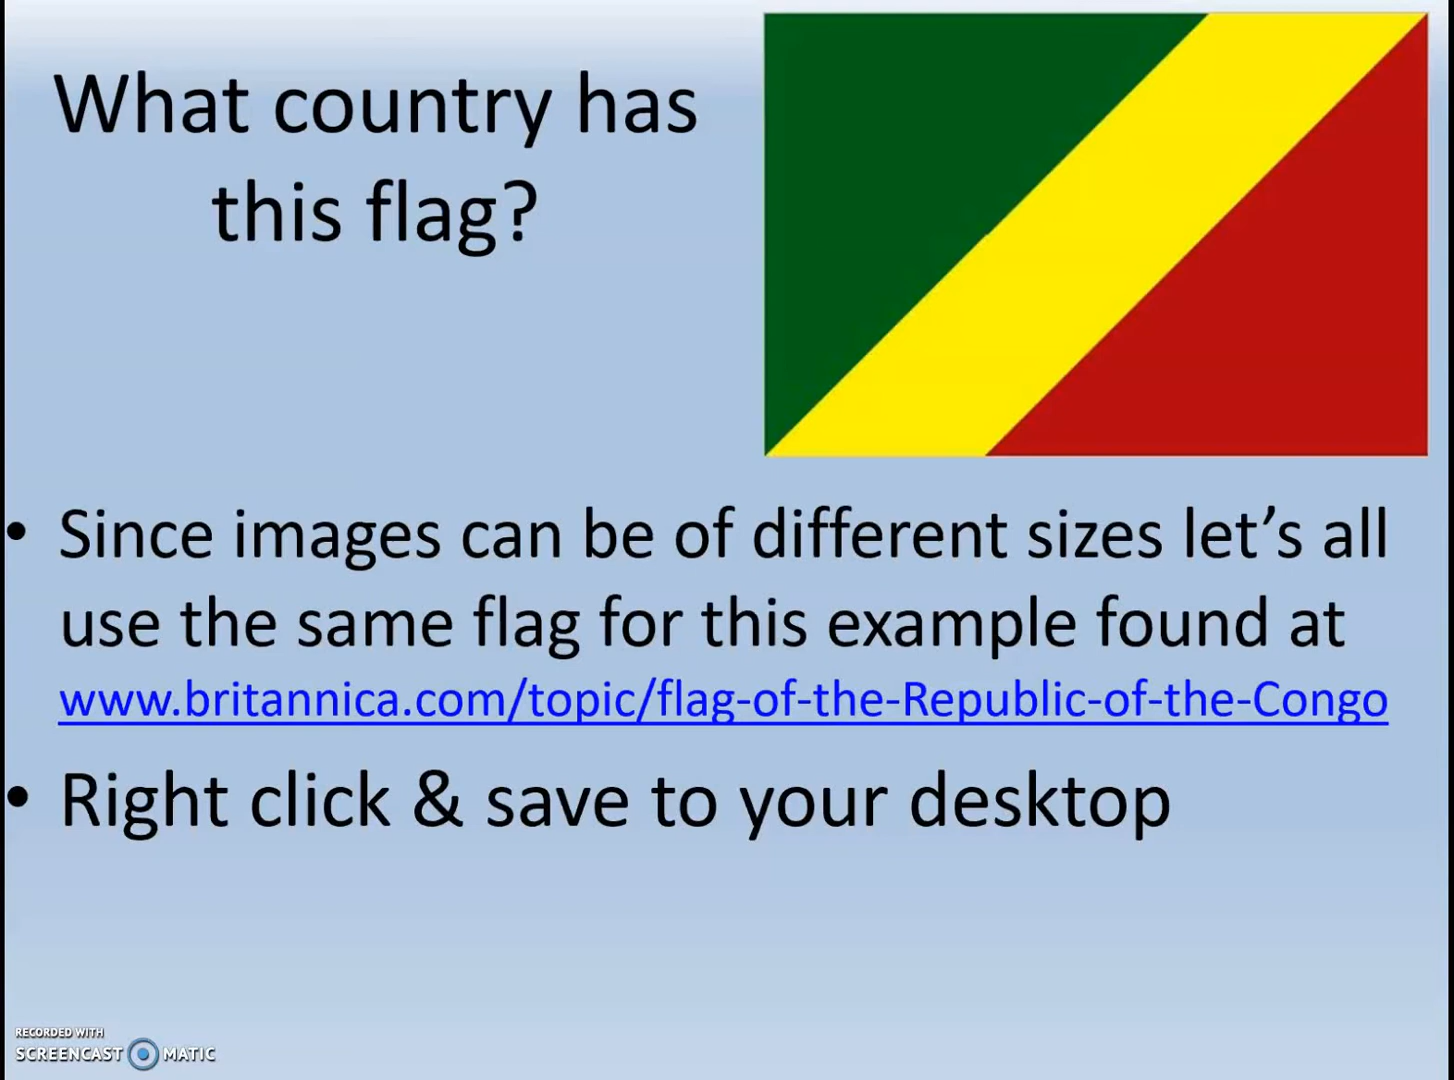 What country has
this flag?
• Since images can be of different sizes let’s all
use the same flag for this example found at
www.britannica.com/topic/flag-of-the-Republic-of-the-Congo
• Right click & save to your desktop
RECORDED WITH
SCREENCAST MATIC